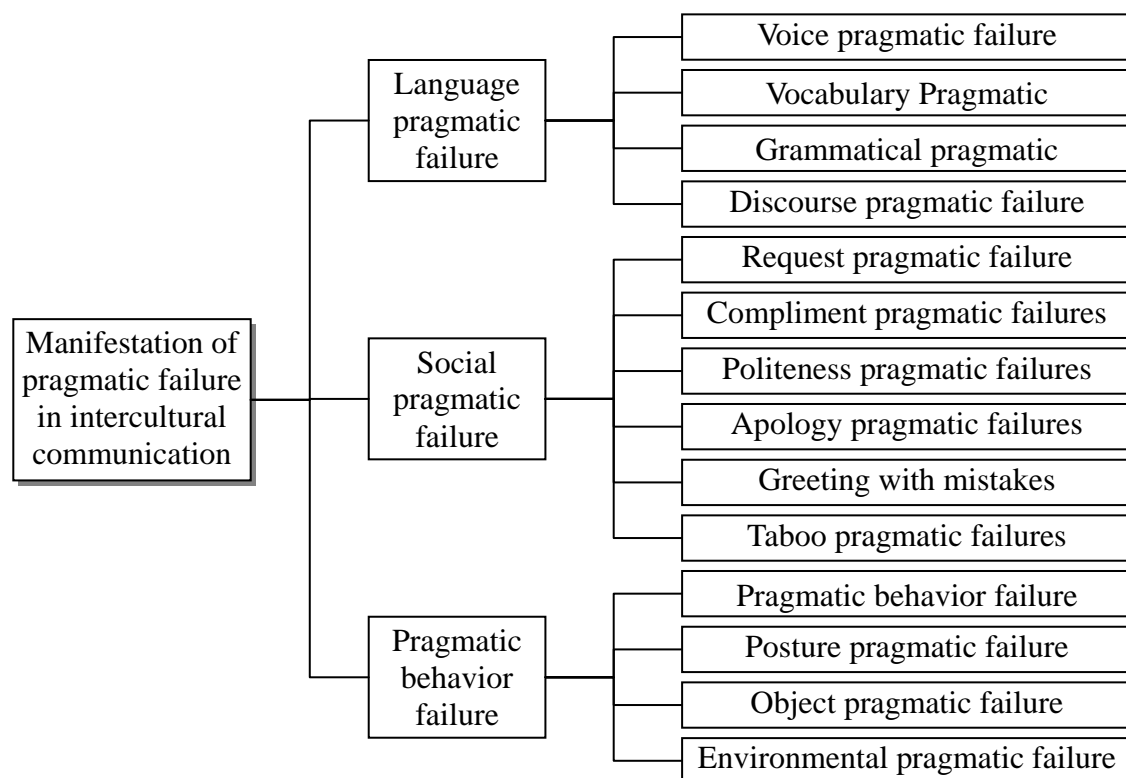 Manifestation of
pragmatic failure
in intercultural
communication
Language
pragmatic
failure
Voice pragmatic failure
Vocabulary Pragmatic
Grammatical pragmatic
Discourse pragmatic failure
Social
pragmatic
failure
Request pragmatic failure
Compliment pragmatic failures
Politeness pragmatic failures
Apology pragmatic failures
Greeting with mistakes
Taboo pragmatic failures
Pragmatic
behavior
failure
Pragmatic behavior failure
Posture pragmatic failure
Object pragmatic failure
Environmental pragmatic failure